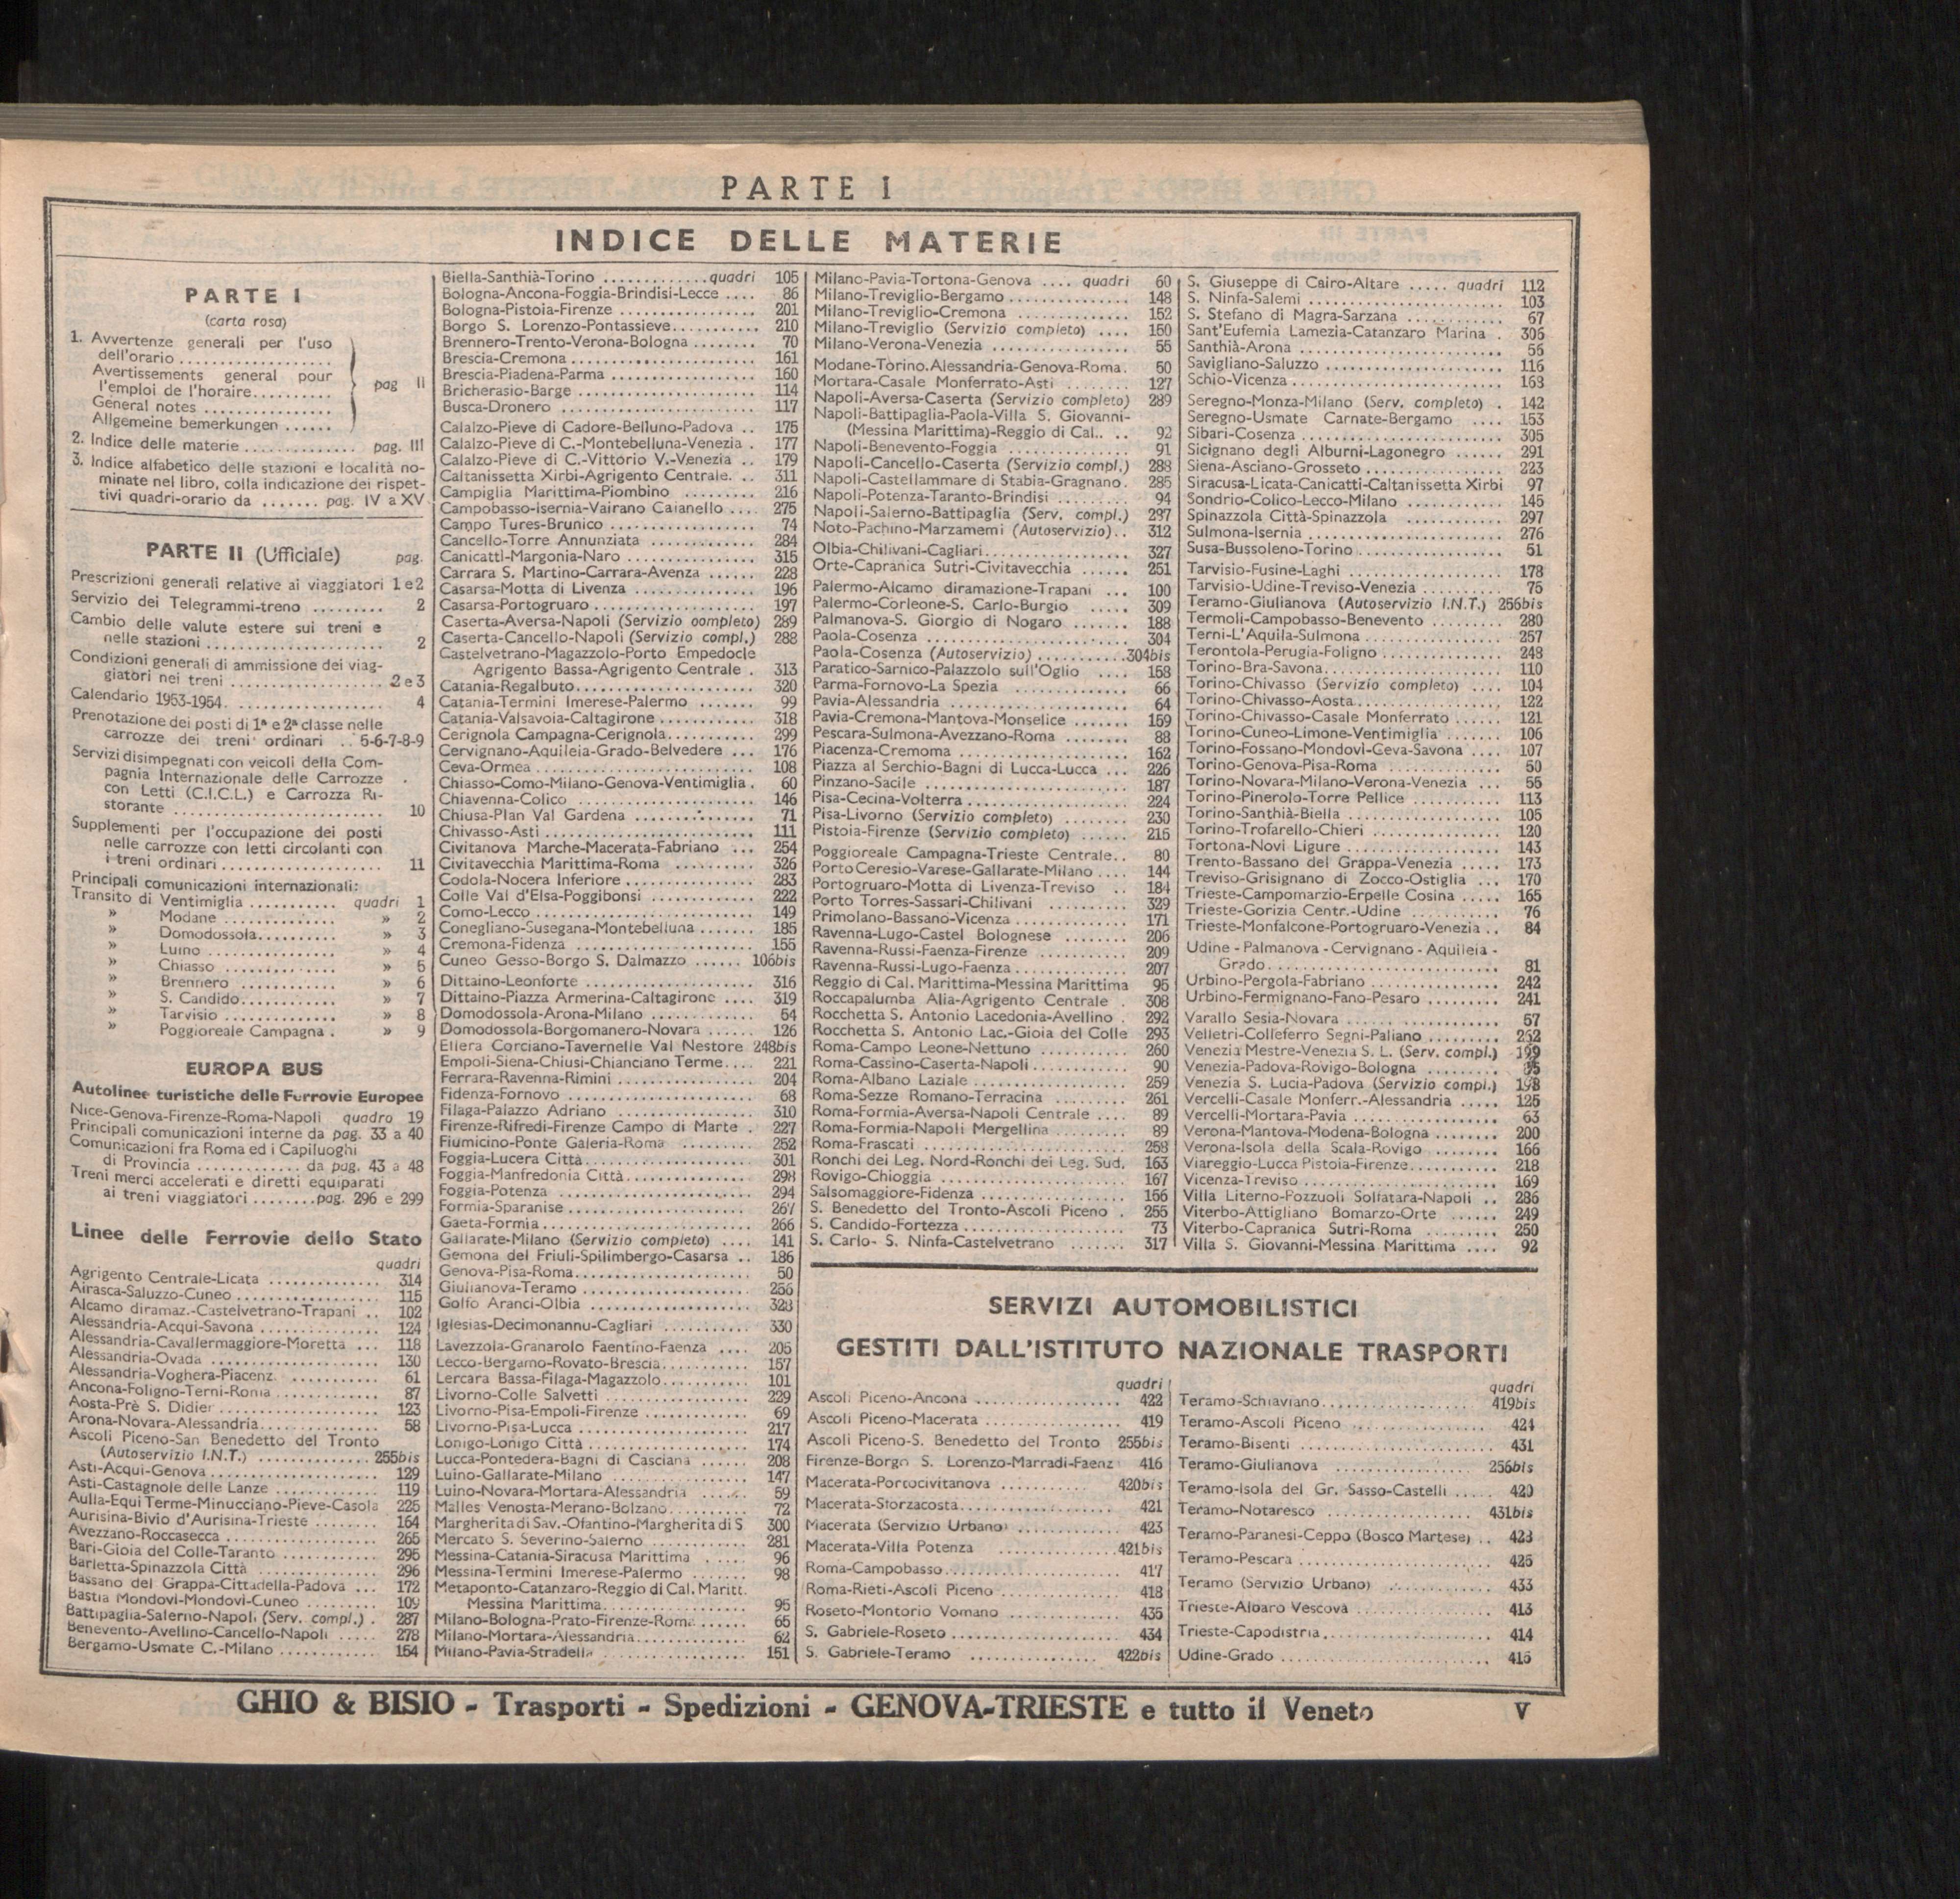 PARTE I
INDICE DELLE MATERIE
PARTE I
(carta rosa)
1. Avvertenze generali per l'uso
dell'orario
Avertissements general pour
l'emploi de l'horaire
General notes
Allgemeine bemerkungen
pag II
2. Indice delle materie pag. III
3. Indice alfabetico delle stazioni e località no-
minate nel libro, colla indicazione dei rispet-
tivi quadri-orario da pag. IV a XV
PARTE II (Ufficiale) pag.
Prescrizioni generali relative ai viaggiatori 1 e 2
Servizio dei Telegrammi-treno 2
Cambio delle valute estere sui treni e
nelle stazioni 2
Condizioni generali di ammissione dei viag-
giatori nei treni 2 e 3
Calendario 1953-1954. 4
Prenotazione dei posti di 1ª e 2ª classe nelle
carrozze dei treni ordinari 5-6-7-8-9
Servizi disimpegnati con veicoli della Com-
pagnia Internazionale delle Carrozze
con Letti (C.I.C.L.) e Carrozza Ri-
storante 10
Supplementi per l'occupazione dei posti
nelle carrozze con letti circolanti con
i treni ordinari 11
Principali comunicazioni internazionali:
Transito di Ventimiglia quadri 1
» Modane » 2
» Domodossola » 3
» Luino » 4
» Chiasso » 5
» Brennero » 6
» S. Candido » 7
» Tarvisio » 8
» Poggioreale Campagna » 9
EUROPA BUS
Autolinee turistiche delle Ferrovie Europee
Nice-Genova-Firenze-Roma-Napoli quadro 19
Principali comunicazioni interne da pag. 33 a 40
Comunicazioni fra Roma ed i Capiluoghi
di Provincia da pag. 43 a 48
Treni merci accelerati e diretti equiparati
ai treni viaggiatori pag. 296 e 299
Linee delle Ferrovie dello Stato
quadri
Agrigento Centrale-Licata 314
Airasca-Saluzzo-Cuneo 115
Alcamo diramaz.-Castelvetrano-Trapani 102
Alessandria-Acqui-Savona 124
Alessandria-Cavallermaggiore-Moretta 118
Alessandria-Ovada 130
Alessandria-Voghera-Piacenz. 61
Ancona-Foligno-Terni-Roma 87
Aosta-Prè S. Didier 123
Arona-Novara-Alessandria 58
Ascoli Piceno-San Benedetto del Tronto
(Autoservizio I.N.T.) 255bis
Asti-Acqui-Genova 129
Asti-Castagnole delle Lanze 119
Aulla-Equi Terme-Minucciano-Pieve-Casola 225
Aurisina-Bivio d'Aurisina-Trieste 164
Avezzano-Roccasecca 265
Bari-Gioia del Colle-Taranto 295
Barletta-Spinazzola Città 296
Bassano del Grappa-Cittadella-Padova 172
Bastia Mondovì-Mondovì-Cuneo 109
Battipaglia-Salerno-Napoli (Serv. compl.) 287
Benevento-Avellino-Cancello-Napoli 278
Bergamo-Usmate C.-Milano 154
Biella-Santhià-Torino quadri 105
Bologna-Ancona-Foggia-Brindisi-Lecce 86
Bologna-Pistoia-Firenze 201
Borgo S. Lorenzo-Pontassieve 210
Brennero-Trento-Verona-Bologna 70
Brescia-Cremona 161
Brescia-Piadena-Parma 160
Bricherasio-Barge 114
Busca-Dronero 117
Calalzo-Pieve di Cadore-Belluno-Padova 175
Calalzo-Pieve di C.-Montebelluna-Venezia 177
Calalzo-Pieve di C.-Vittorio V.-Venezia 179
Caltanissetta Xirbi-Agrigento Centrale 311
Campiglia Marittima-Piombino 216
Campobasso-isernia-Vairano Caianello 275
Campo Tures-Brunico 74
Cancello-Torre Annunziata 284
Canicattì-Margonia-Naro 315
Carrara S. Martino-Carrara-Avenza 228
Casarsa-Motta di Livenza 196
Casarsa-Portogruaro 197
Caserta-Aversa-Napoli (Servizio completo) 289
Caserta-Cancello-Napoli (Servizio compl.) 288
Castelvetrano-Magazzolo-Porto Empedocle
Agrigento Bassa-Agrigento Centrale 313
Catania-Regalbuto 320
Catania-Termini Imerese-Palermo 99
Catania-Valsavoia-Caltagirone 318
Cerignola Campagna-Cerignola 299
Cervignano-Aquileia-Grado-Belvedere 176
Ceva-Ormea 108
Chiasso-Como-Milano-Genova-Ventimiglia 60
Chiavenna-Colico 146
Chiusa-Plan Val Gardena 71
Chivasso-Asti 111
Civitanova Marche-Macerata-Fabriano 254
Civitavecchia Marittima-Roma 326
Codola-Nocera Inferiore 283
Colle Val d'Elsa-Poggibonsi 222
Como-Lecco 149
Conegliano-Susegana-Montebelluna 185
Cremona-Fidenza 155
Cuneo Gesso-Borgo S. Dalmazzo 106bis
Dittaino-Leonforte 316
Dittaino-Piazza Armerina-Caltagirone 319
Domodossola-Arona-Milano 54
Domodossola-Borgomanero-Novara 126
Ellera Corciano-Tavernelle Val Nestore 248bis
Empoli-Siena-Chiusi-Chianciano Terme 221
Ferrara-Ravenna-Rimini 204
Fidenza-Fornovo 68
Filaga-Palazzo Adriano 310
Firenze-Rifredi-Firenze Campo di Marte 227
Fiumicino-Ponte Galeria-Roma 252
Foggia-Lucera Città 301
Foggia-Manfredonia Città 298
Foggia-Potenza 294
Formia-Sparanise 267
Gaeta-Formia 266
Gallarate-Milano (Servizio completo) 141
Gemona del Friuli-Spilimbergo-Casarsa 186
Genova-Pisa-Roma 50
Giulianova-Teramo 256
Golfo Aranci-Olbia 328
Iglesias-Decimonannu-Cagliari 330
Lavezzola-Granarolo Faentino-Faenza 205
Lecco-Bergamo-Rovato-Brescia 157
Lercara Bassa-Filaga-Magazzolo 101
Livorno-Colle Salvetti 229
Livorno-Pisa-Empoli-Firenze 69
Livorno-Pisa-Lucca 217
Lonigo-Lonigo Città 174
Lucca-Pontedera-Bagni di Casciana 208
Luino-Gallarate-Milano 147
Luino-Novara-Mortara-Alessandria 59
Malles Venosta-Merano-Bolzano 72
Margherita di Sav.-Ofantino-Margherita di S 300
Mercato S. Severino-Salerno 281
Messina-Catania-Siracusa Marittima 96
Messina-Termini Imerese-Palermo 98
Metaponto-Catanzaro-Reggio di Cal. Maritt.
Messina Marittima 95
Milano-Bologna-Prato-Firenze-Roma 65
Milano-Mortara-Alessandria 62
Milano-Pavia-Stradella 151
Milano-Pavia-Tortona-Genova quadri 60
Milano-Treviglio-Bergamo 148
Milano-Treviglio-Cremona 152
Milano-Treviglio (Servizio completo) 150
Milano-Verona-Venezia 55
Modane-Torino.Alessandria-Genova-Roma 50
Mortara-Casale Monferrato-Asti 127
Napoli-Aversa-Caserta (Servizio completo) 289
Napoli-Battipaglia-Paola-Villa S. Giovanni-
(Messina Marittima)-Reggio di Cal. 92
Napoli-Benevento-Foggia 91
Napoli-Cancello-Caserta (Servizio compl.) 288
Napoli-Castellammare di Stabia-Gragnano 285
Napoli-Potenza-Taranto-Brindisi 94
Napoli-Salerno-Battipaglia (Serv. compl.) 287
Noto-Pachino-Marzamemi (Autoservizio) 312
Olbia-Chilivani-Cagliari 327
Orte-Capranica Sutri-Civitavecchia 251
Palermo-Alcamo diramazione-Trapani 100
Palermo-Corleone-S. Carlo-Burgio 309
Palmanova-S. Giorgio di Nogaro 188
Paola-Cosenza 304
Paola-Cosenza (Autoservizio) 304bis
Paratico-Sarnico-Palazzolo sull'Oglio 158
Parma-Fornovo-La Spezia 66
Pavia-Alessandria 64
Pavia-Cremona-Mantova-Monselice 159
Pescara-Sulmona-Avezzano-Roma 88
Piacenza-Cremoma 162
Piazza al Serchio-Bagni di Lucca-Lucca 226
Pinzano-Sacile 187
Pisa-Cecina-Volterra 224
Pisa-Livorno (Servizio completo) 230
Pistoia-Firenze (Servizio completo) 215
Poggioreale Campagna-Trieste Centrale 80
Porto Ceresio-Varese-Gallarate-Milano 144
Portogruaro-Motta di Livenza-Treviso 184
Porto Torres-Sassari-Chilivani 329
Primolano-Bassano-Vicenza 171
Ravenna-Lugo-Castel Bolognese 206
Ravenna-Russi-Faenza-Firenze 209
Ravenna-Russi-Lugo-Faenza 207
Reggio di Cal. Marittima-Messina Marittima 95
Roccapalumba Alia-Agrigento Centrale 308
Rocchetta S. Antonio Lacedonia-Avellino 292
Rocchetta S. Antonio Lac.-Gioia del Colle 293
Roma-Campo Leone-Nettuno 260
Roma-Cassino-Caserta-Napoli 90
Roma-Albano Laziale 259
Roma-Sezze Romano-Terracina 261
Roma-Formia-Aversa-Napoli Centrale 89
Roma-Formia-Napoli Mergellina 89
Roma-Frascati 258
Ronchi dei Leg. Nord-Ronchi dei Leg. Sud. 163
Rovigo-Chioggia 167
Salsomaggiore-Fidenza 156
S. Benedetto del Tronto-Ascoli Piceno 255
S. Candido-Fortezza 73
S. Carlo- S. Ninfa-Castelvetrano 317
S. Giuseppe di Cairo-Altare quadri 112
S. Ninfa-Salemi 103
S. Stefano di Magra-Sarzana 67
Sant'Eufemia Lamezia-Catanzaro Marina 306
Santhià-Arona 56
Savigliano-Saluzzo 116
Schio-Vicenza 168
Seregno-Monza-Milano (Serv. completo) 142
Seregno-Usmate Carnate-Bergamo 153
Sibari-Cosenza 305
Sicignano degli Alburni-Lagonegro 291
Siena-Asciano-Grosseto 223
Siracusa-Licata-Canicattì-Caltanissetta Xirbi 97
Sondrio-Colico-Lecco-Milano 145
Spinazzola Città-Spinazzola 297
Sulmona-Isernia 276
Susa-Bussoleno-Torino 51
Tarvisio-Fusine-Laghi 178
Tarvisio-Udine-Treviso-Venezia 75
Teramo-Giulianova (Autoservizio I.N.T.) 256bis
Termoli-Campobasso-Benevento 280
Terni-L'Aquila-Sulmona 257
Terontola-Perugia-Foligno 248
Torino-Bra-Savona 110
Torino-Chivasso (Servizio completo) 104
Torino-Chivasso-Aosta 122
Torino-Chivasso-Casale Monferrato 121
Torino-Cuneo-Limone-Ventimiglia 106
Torino-Fossano-Mondovì-Ceva-Savona 107
Torino-Genova-Pisa-Roma 50
Torino-Novara-Milano-Verona-Venezia 55
Torino-Pinerolo-Torre Pellice 113
Torino-Santhià-Biella 105
Torino-Trofarello-Chieri 120
Tortona-Novi Ligure 143
Trento-Bassano del Grappa-Venezia 173
Treviso-Grisignano di Zocco-Ostiglia 170
Trieste-Campomarzio-Erpelle Cosina 165
Trieste-Gorizia Centr.-Udine 76
Trieste-Monfalcone-Portogruaro-Venezia 84
Udine - Palmanova - Cervignano - Aquileia -
Grado 81
Urbino-Pergola-Fabriano 242
Urbino-Fermignano-Fano-Pesaro 241
Varallo Sesia-Novara 57
Velletri-Colleferro Segni-Paliano 262
Venezia Mestre-Venezia S. L. (Serv. compl.) 199
Venezia-Padova-Rovigo-Bologna
Venezia S. Lucia-Padova (Servizio compl.) 198
Vercelli-Casale Monferr.-Alessandria 125
Vercelli-Mortara-Pavia 63
Verona-Mantova-Modena-Bologna 200
Verona-Isola della Scala-Rovigo 166
Viareggio-Lucca Pistoia-Firenze 218
Vicenza-Treviso 169
Villa Literno-Pozzuoli Solfatara-Napoli 286
Viterbo-Attigliano Bomarzo-Orte 249
Viterbo-Capranica Sutri-Roma 250
Villa S. Giovanni-Messina Marittima 92
SERVIZI AUTOMOBILISTICI
GESTITI DALL'ISTITUTO NAZIONALE TRASPORTI
quadri
Ascoli Piceno-Ancona 422
Ascoli Piceno-Macerata 419
Ascoli Piceno-S. Benedetto del Tronto 255bis
Firenze-Borgo S. Lorenzo-Marradi-Faenz 416
Macerata-Portocivitanova 420bis
Macerata-Sforzacosta 421
Macerata (Servizio Urbano) 423
Macerata-Villa Potenza 421bis
Roma-Campobasso 417
Roma-Rieti-Ascoli Piceno 418
Roseto-Montorio Vomano 435
S. Gabriele-Roseto 434
S. Gabriele-Teramo 422bis
quadri
Teramo-Schiaviano 419bis
Teramo-Ascoli Piceno 424
Teramo-Bisenti 431
Teramo-Giulianova 256bis
Teramo-Isola del Gr. Sasso-Castelli 420
Teramo-Notaresco 431bis
Teramo-Paranesi-Ceppo (Bosco Martese) 428
Teramo-Pescara 425
Teramo (Servizio Urbano) 433
Trieste-Albaro Vescovà 413
Trieste-Capodistria 414
Udine-Grado 415
GHIO & BISIO - Trasporti - Spedizioni - GENOVA-TRIESTE e tutto il Veneto V